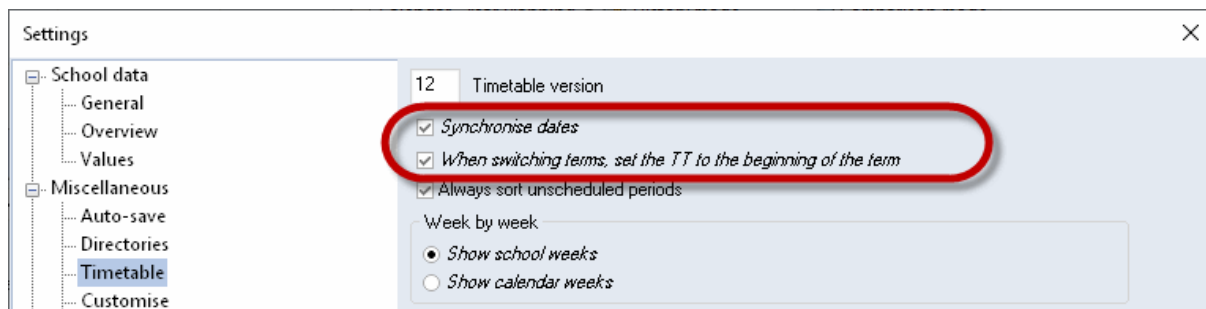 Settings
School data
General
Overview
Values
Miscellaneous
Auto-save
Directories
Timetable
Customise
12 Timetable version
Synchronise dates
When switching terms, set the TT to the beginning of the term
Always sort unscheduled periods
Week by week
Show school weeks
Show calendar weeks